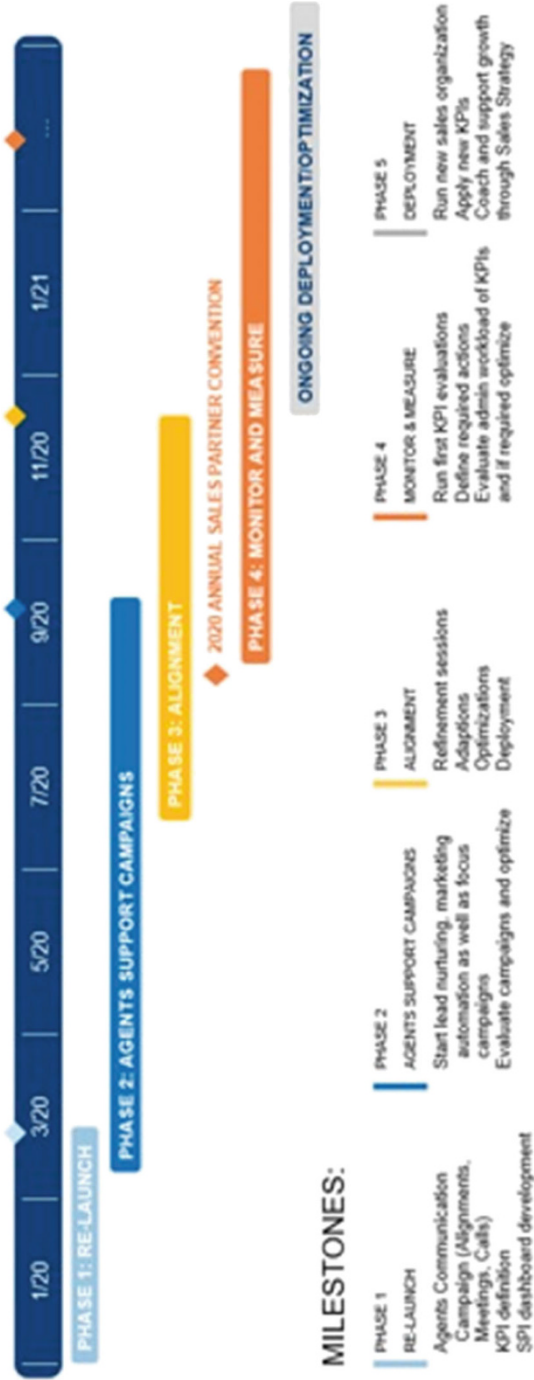 1/20
3/20
5/20
7/20
9/20
11/20
1/21
...
PHASE 1: RE-LAUNCH
PHASE 2: AGENTS SUPPORT CAMPAIGNS
PHASE 3: ALIGNMENT
2020 ANNUAL SALES PARTNER CONVENTION
PHASE 4: MONITOR AND MEASURE
ONGOING DEPLOYMENT/OPTIMIZATION
MILESTONES:
PHASE 1
RE-LAUNCH
Agents Communication
Campaign (Alignments,
Meetings, Calls)
KPI definition
SPI dashboard development
PHASE 2
AGENTS SUPPORT CAMPAIGNS
Start lead nurturing, marketing
automation as well as focus
campaigns
Evaluate campaigns and optimize
PHASE 3
ALIGNMENT
Refinement sessions
Adaptions
Optimizations
Deployment
PHASE 4
MONITOR & MEASURE
Run first KPI evaluations
Define required actions
Evaluate admin workload of KPIs
and if required optimize
PHASE 5
DEPLOYMENT
Run new sales organization
Apply new KPIs
Coach and support growth
through Sales Strategy